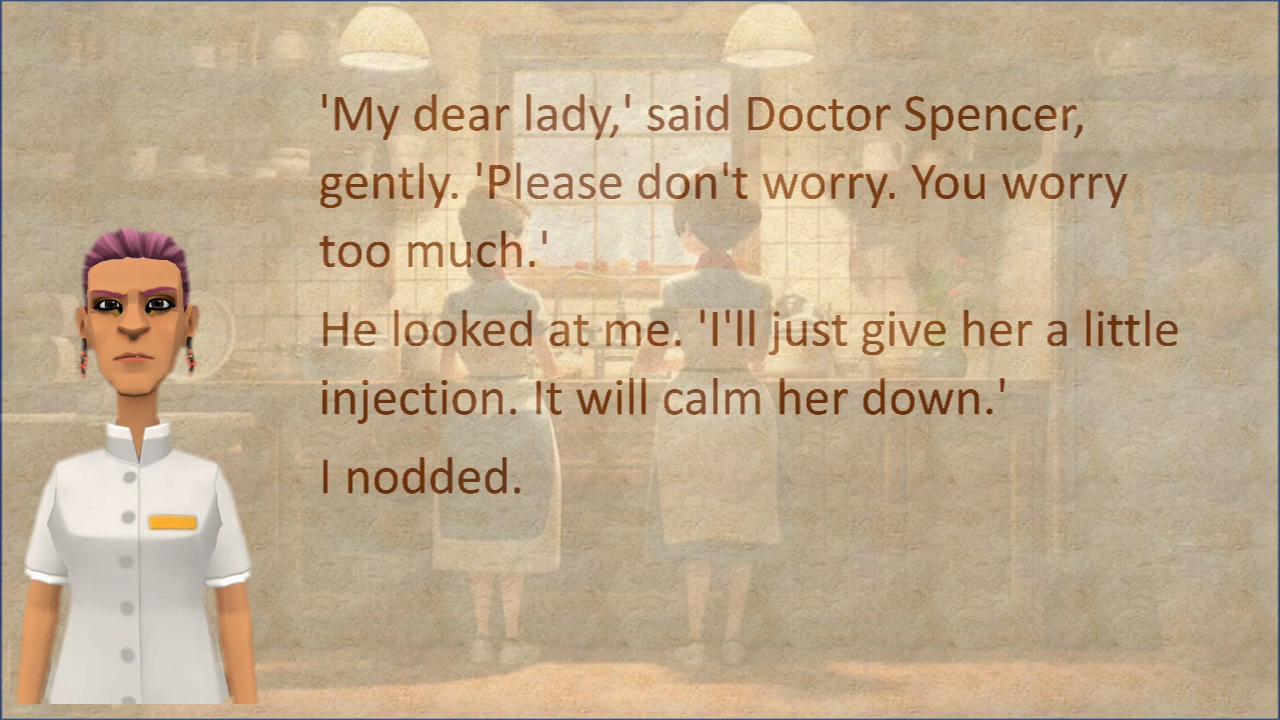 'My dear lady,' said Doctor Spencer,
gently. 'Please don't worry. You worry
too much.'
He looked at me. 'I'll just give her a little
injection. It will calm her down.'
I nodded.